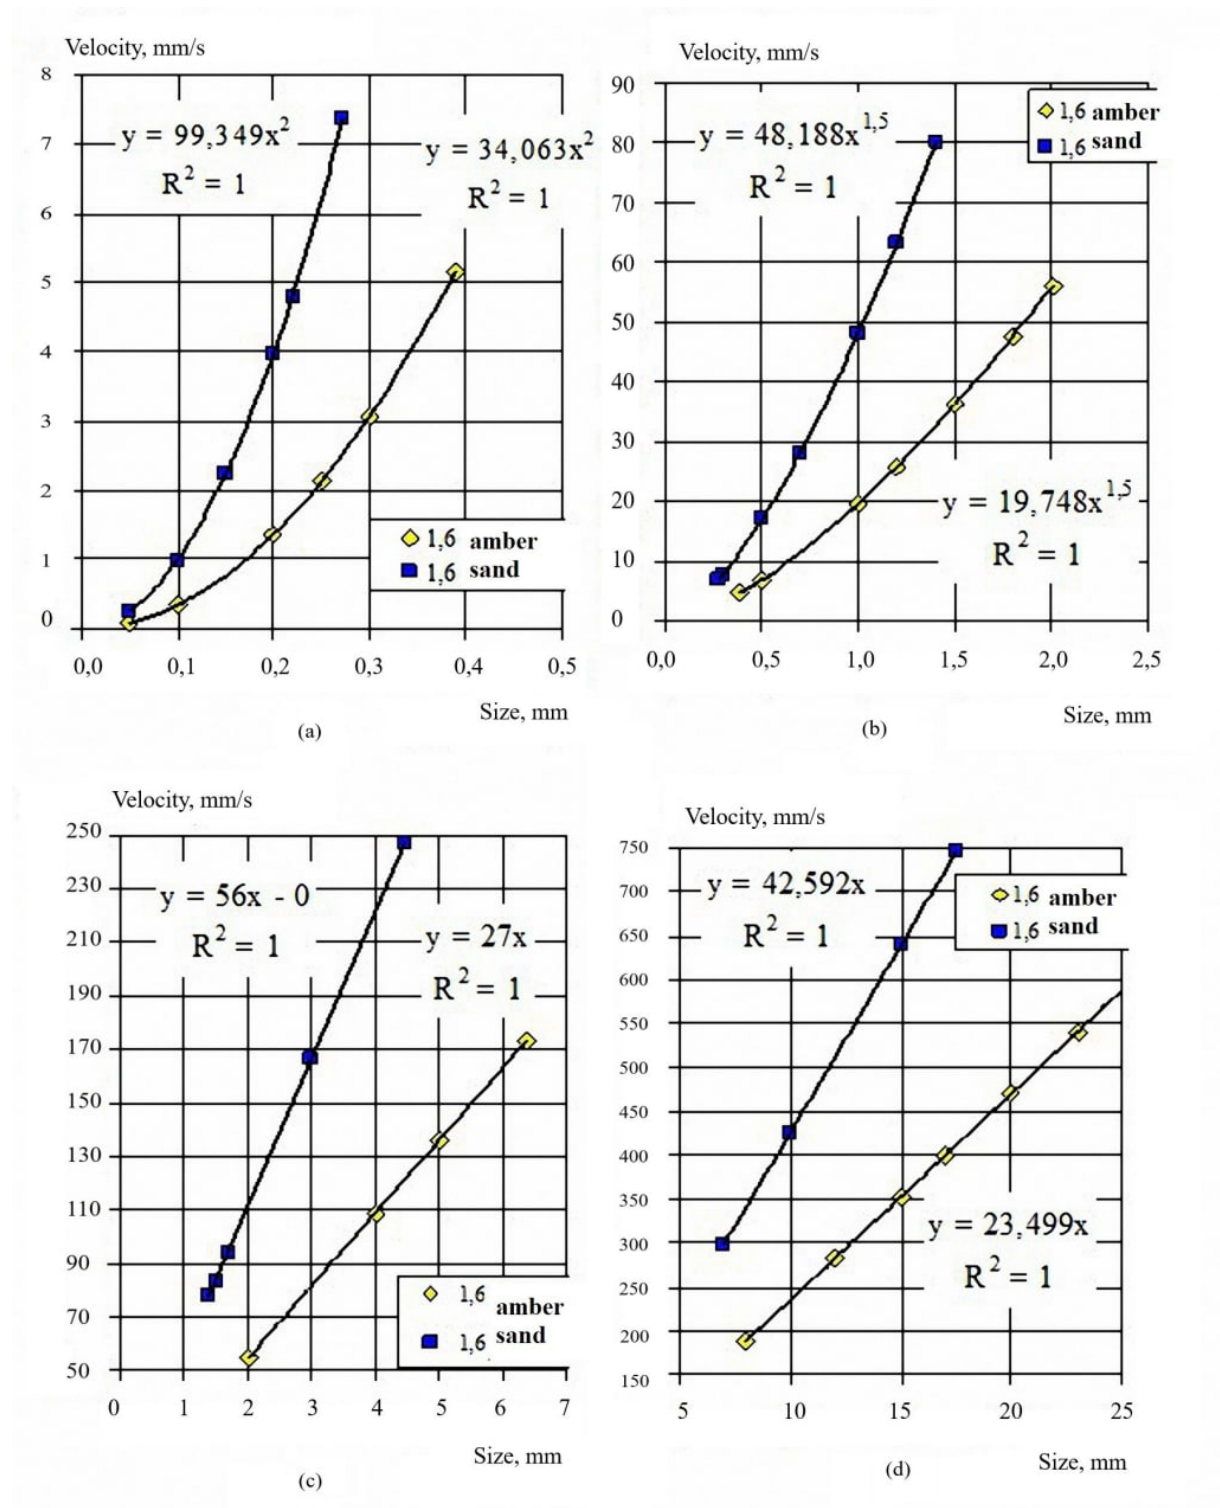 Velocity, mm/s
8
7
6
5
4
3
2
1
0
y = 99,349x²
R² = 1
y = 34,063x²
R² = 1
1,6 amber
1,6 sand
0,0 0,1 0,2 0,3 0,4 0,5
Size, mm
(a)
Velocity, mm/s
90
80
70
60
50
40
30
20
10
0
y = 48,188x^1,5
R² = 1
1,6 amber
1,6 sand
y = 19,748x^1,5
R² = 1
0,0 0,5 1,0 1,5 2,0 2,5
Size, mm
(b)
Velocity, mm/s
250
230
210
190
170
150
130
110
90
70
50
y = 56x - 0
R² = 1
y = 27x
R² = 1
1,6 amber
1,6 sand
0 1 2 3 4 5 6 7
Size, mm
(c)
Velocity, mm/s
750
700
650
600
550
500
450
400
350
300
250
200
150
y = 42,592x
R² = 1
1,6 amber
1,6 sand
y = 23,499x
R² = 1
5 10 15 20 25
Size, mm
(d)